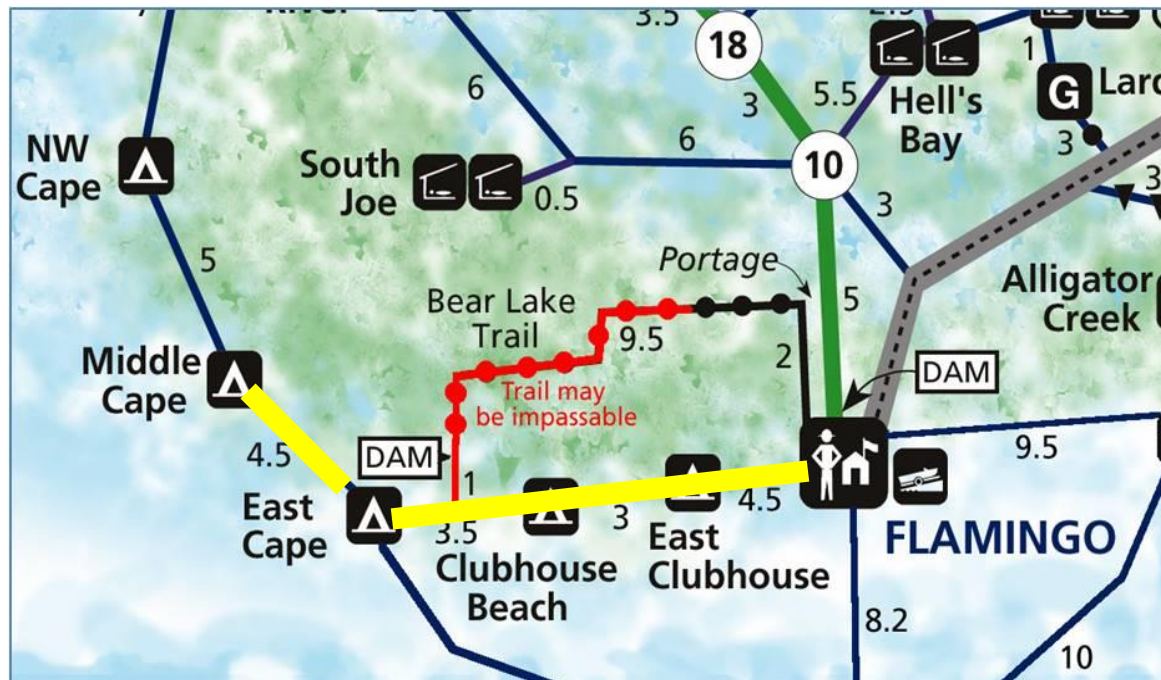 3.5
18
3
5.5
Hell's
Bay
1
G
3
3
NW
Cape
6
South
Joe
0.5
6
10
3
5
Portage
5
Alligator
Creek
Bear Lake
Trail
9.5
2
Trail may
be impassable
DAM
Middle
Cape
4.5
DAM
1
9.5
East
Cape
3.5
Clubhouse
Beach
3
East
Clubhouse
4.5
FLAMINGO
8.2
10